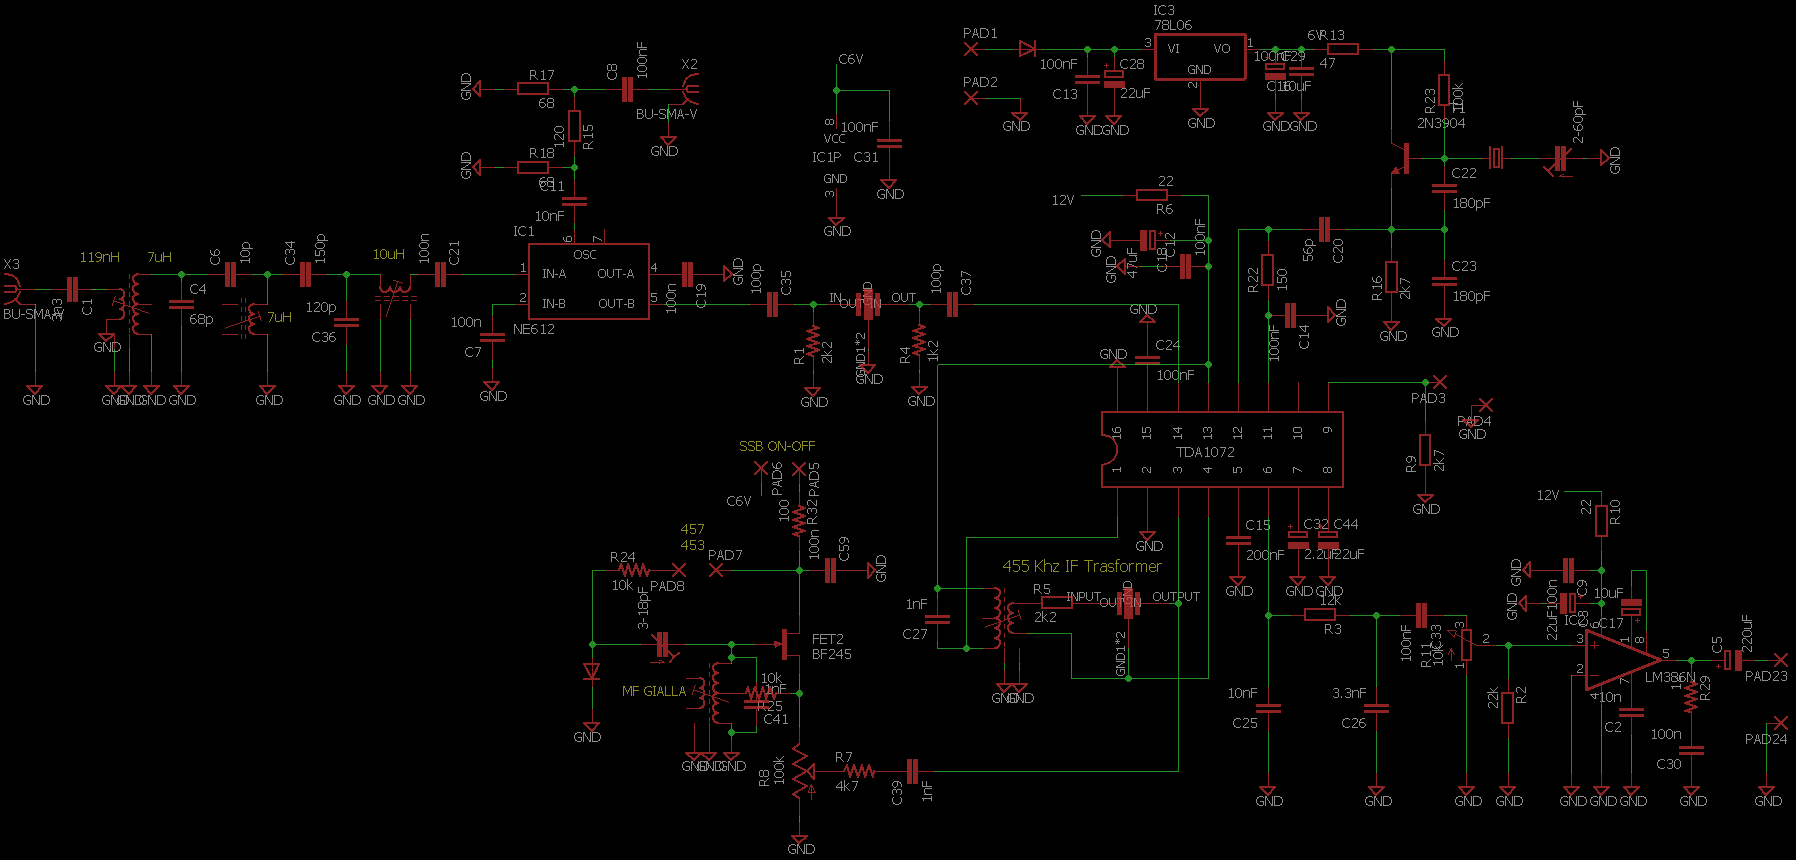 IC3
78L06
PAD1
3
VI
VO
1
GND
2
6V
R13
47
100nF
C13
C28
22uF
C29
10uF
GND
GND
GND
GND
GND
PAD2
GND
R23
100k
2N3904
2-60pF
GND
C22
180pF
C23
180pF
GND
R16
2k7
GND
56p
C20
R22
150
100nF
C14
GND
12V
22
R6
GND
47uF
C18
C12
100nF
GND
C6V
8
VCC
IC1P
GND
3
100nF
C31
GND
GND
GND
R17
68
C8
100nF
X2
BU-SMA-V
GND
120
R15
GND
R18
68
C11
10nF
IC1
6
7
OSC
1
IN-A
OUT-A
4
2
IN-B
OUT-B
5
NE612
X3
BU-SMA-V
C1
119nH
7uH
C4
68p
C6
10p
7uH
C34
150p
120p
C36
10uH
100n
C21
100n
C7
GND
GND
GND
GND
GND
GND
GND
GND
GND
GND
GND
GND
100n
C19
GND
100p
C35
R1
2k2
GND
IN
OUT
IN
GND
OUT
GND1*2
GND
R4
1k2
GND
100p
C37
GND
C24
100nF
GND
16
15
14
13
12
11
10
9
TDA1072
1
2
3
4
5
6
7
8
PAD3
PAD4
GND
R9
2k7
GND
GND
C15
200nF
GND
C32
2.2uF
GND
C44
22uF
GND
SSB ON-OFF
PAD6
PAD5
C6V
100
R32
100n
C59
GND
457
453
PAD7
R24
10k
PAD8
3-18pF
GND
FET2
BF245
MF GIALLA
10k
R25
1nF
C41
GND
GND
GND
R8
100k
GND
R7
4k7
C39
1nF
455 Khz IF Trasformer
1nF
C27
R5
2k2
INPUT
OUT
IN
GND
OUTPUT
GND1*2
GND
GND
12k
R3
10nF
C25
GND
3.3nF
C26
GND
100nF
C33
R11
10k
3
2
1
GND
22k
R2
GND
12V
22
R10
GND
100n
C9
GND
22uF
C3
IC2
10uF
C17
3
2
6
1
8
5
4
7
LM386N
10n
C2
GND
GND
GND
R29
100n
C30
GND
C5
220uF
PAD23
PAD24
GND